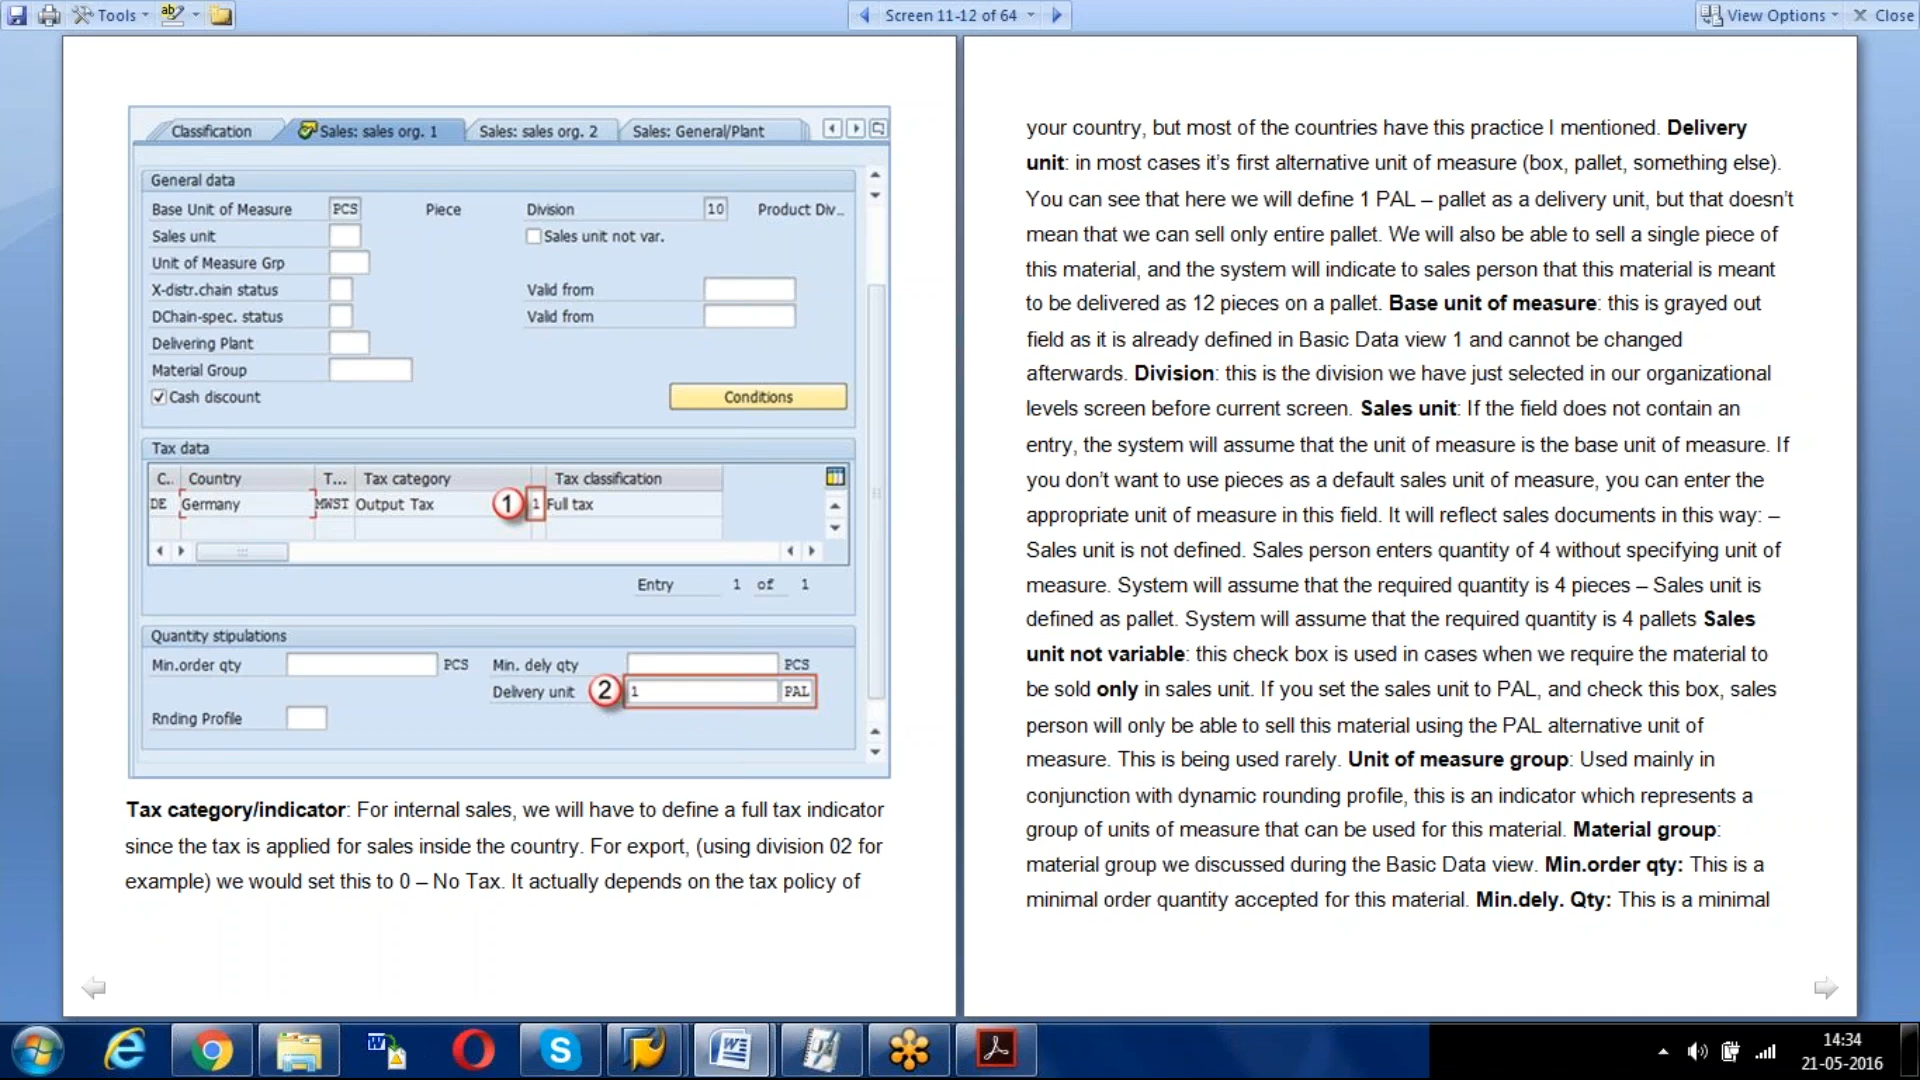 Tools
Screen 11-12 of 64
View Options
Close
Classification
Sales: sales org. 1
Sales: sales org. 2
Sales: General/Plant
General data
Base Unit of Measure PCS Piece Division 10 Product Div...
Sales unit Sales unit not var.
Unit of Measure Grp
X-distr.chain status Valid from
DChain-spec. status Valid from
Delivering Plant
Material Group
Cash discount Conditions
Tax data
C.. Country T... Tax category Tax classification
DE Germany MWST Output Tax 1 1 Full tax
Entry 1 of 1
Quantity stipulations
Min.order qty PCS Min. dely qty PCS
Delivery unit 2 1 PAL
Rnding Profile
Tax category/indicator: For internal sales, we will have to define a full tax indicator
since the tax is applied for sales inside the country. For export, (using division 02 for
example) we would set this to 0 – No Tax. It actually depends on the tax policy of
your country, but most of the countries have this practice I mentioned. Delivery
unit: in most cases it's first alternative unit of measure (box, pallet, something else).
You can see that here we will define 1 PAL – pallet as a delivery unit, but that doesn't
mean that we can sell only entire pallet. We will also be able to sell a single piece of
this material, and the system will indicate to sales person that this material is meant
to be delivered as 12 pieces on a pallet. Base unit of measure: this is grayed out
field as it is already defined in Basic Data view 1 and cannot be changed
afterwards. Division: this is the division we have just selected in our organizational
levels screen before current screen. Sales unit: If the field does not contain an
entry, the system will assume that the unit of measure is the base unit of measure. If
you don't want to use pieces as a default sales unit of measure, you can enter the
appropriate unit of measure in this field. It will reflect sales documents in this way: –
Sales unit is not defined. Sales person enters quantity of 4 without specifying unit of
measure. System will assume that the required quantity is 4 pieces – Sales unit is
defined as pallet. System will assume that the required quantity is 4 pallets Sales
unit not variable: this check box is used in cases when we require the material to
be sold only in sales unit. If you set the sales unit to PAL, and check this box, sales
person will only be able to sell this material using the PAL alternative unit of
measure. This is being used rarely. Unit of measure group: Used mainly in
conjunction with dynamic rounding profile, this is an indicator which represents a
group of units of measure that can be used for this material. Material group:
material group we discussed during the Basic Data view. Min.order qty: This is a
minimal order quantity accepted for this material. Min.dely. Qty: This is a minimal
14:34
21-05-2016